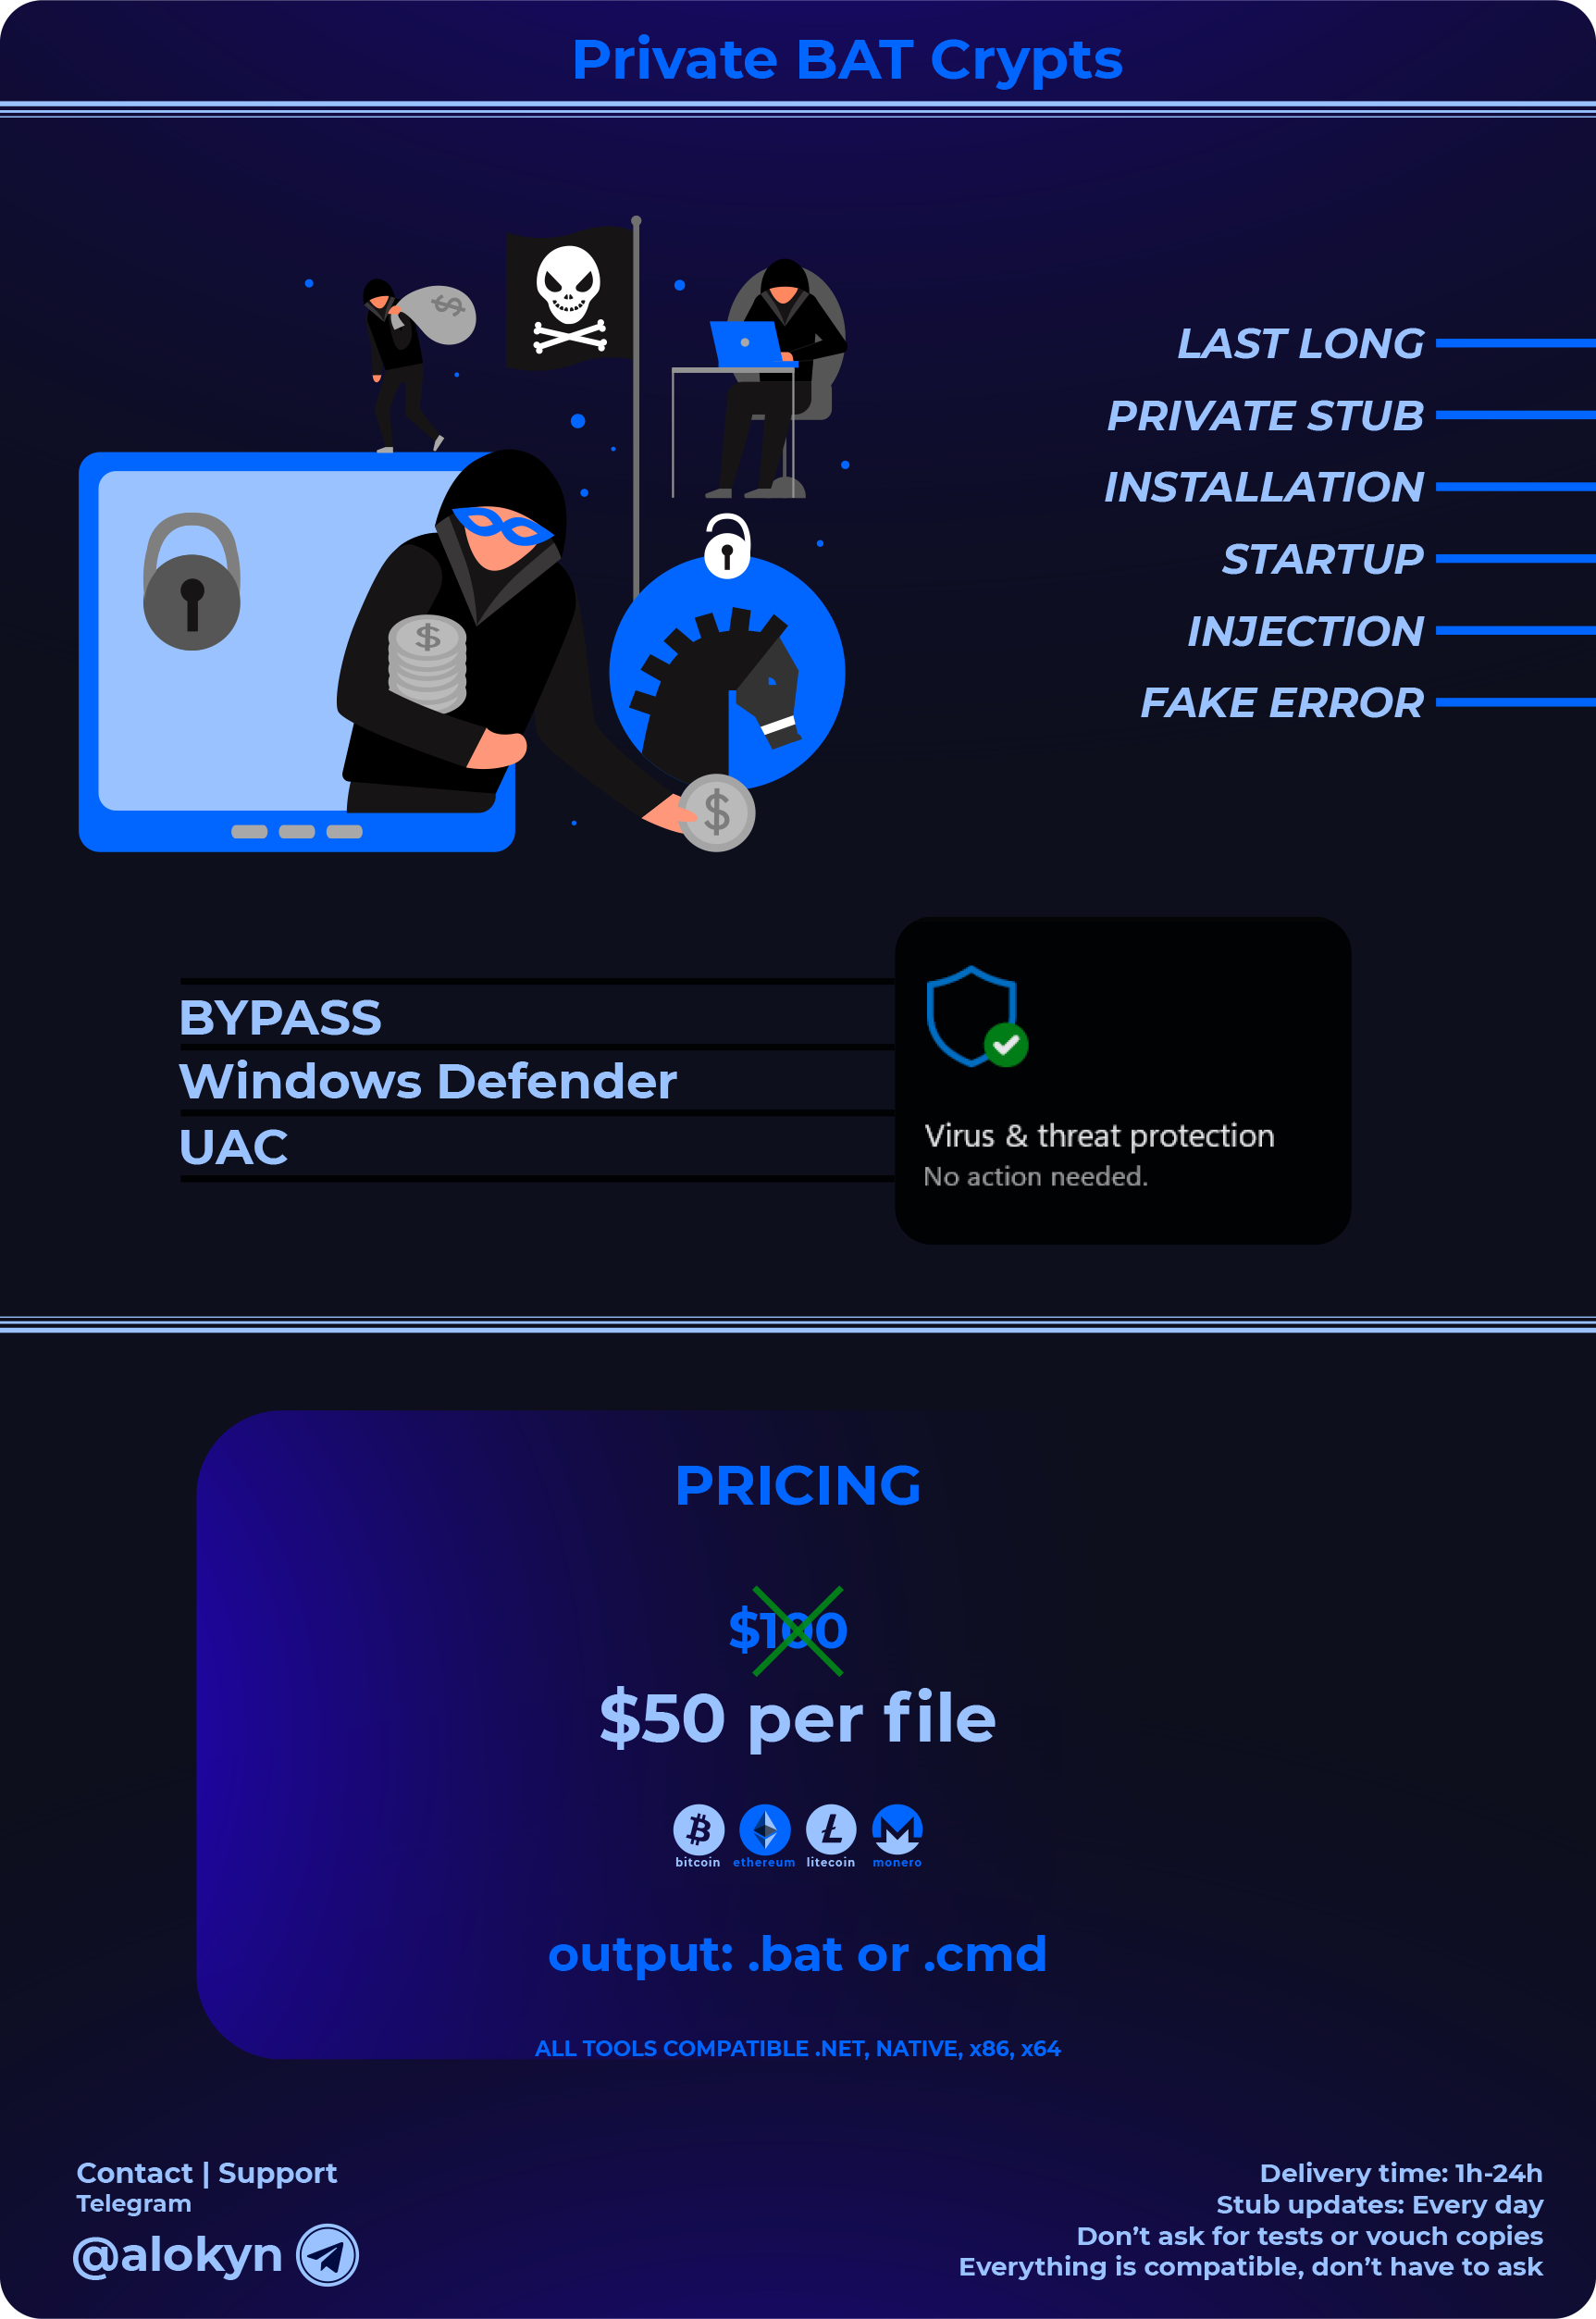 Private BAT Crypts
LAST LONG
PRIVATE STUB
INSTALLATION
STARTUP
INJECTION
FAKE ERROR
BYPASS
Windows Defender
UAC
Virus & threat protection
No action needed.
PRICING
$100
$50 per file
bitcoin ethereum litecoin monero
output: .bat or .cmd
ALL TOOLS COMPATIBLE .NET, NATIVE, x86, x64
Contact | Support
Telegram
@alokyn
Delivery time: 1h-24h
Stub updates: Every day
Don't ask for tests or vouch copies
Everything is compatible, don't have to ask